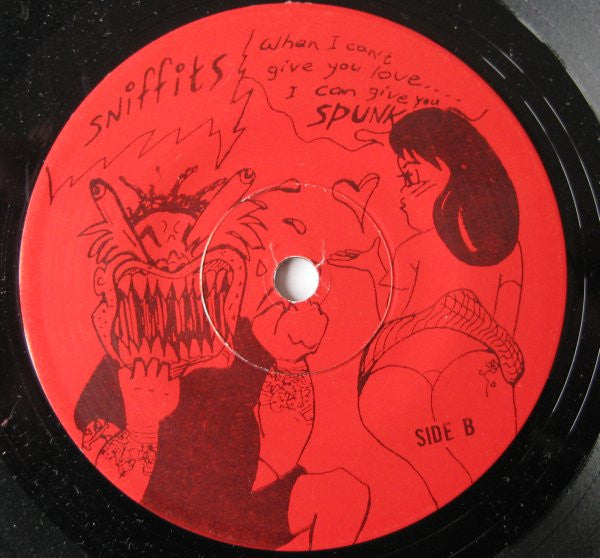 sniffits
When I can't
give you love....
I can give you
SPUNK
SIDE B